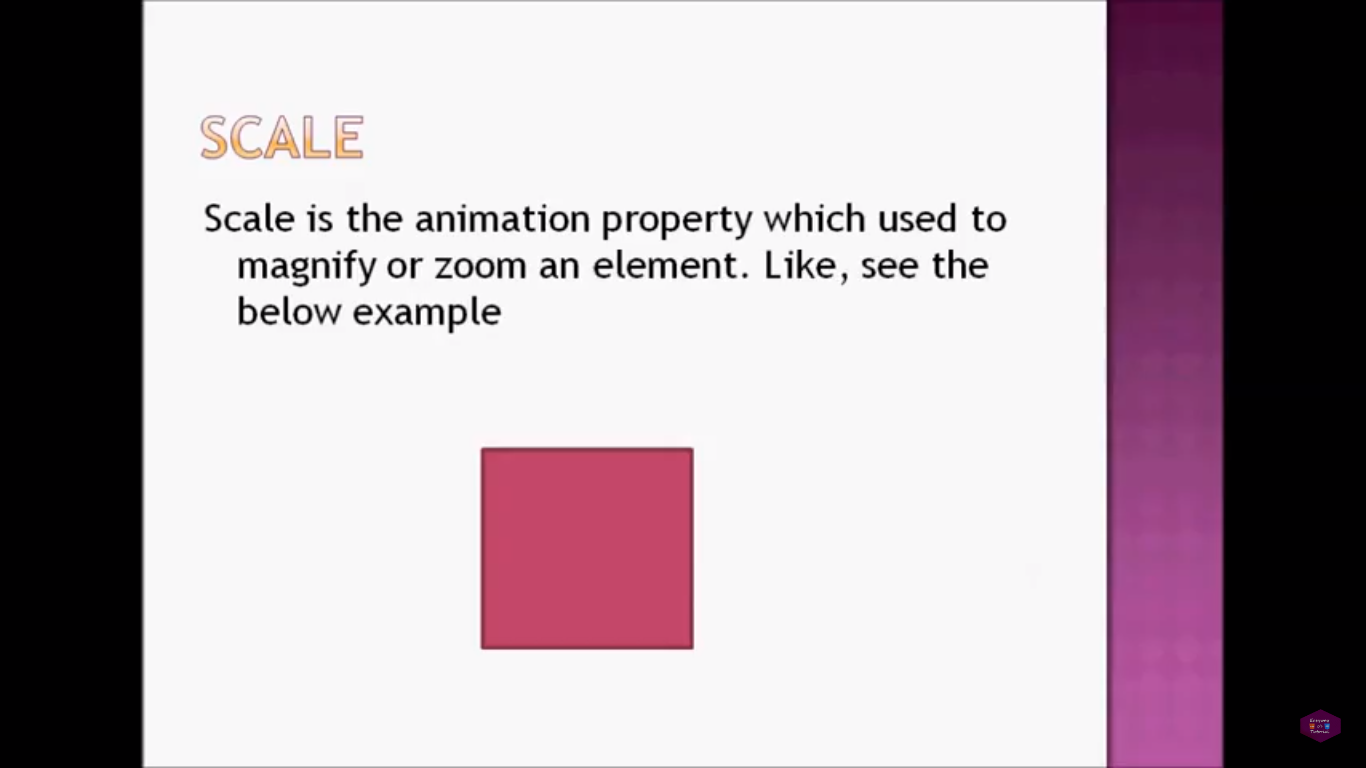 SCALE
Scale is the animation property which used to
magnify or zoom an element. Like, see the
below example